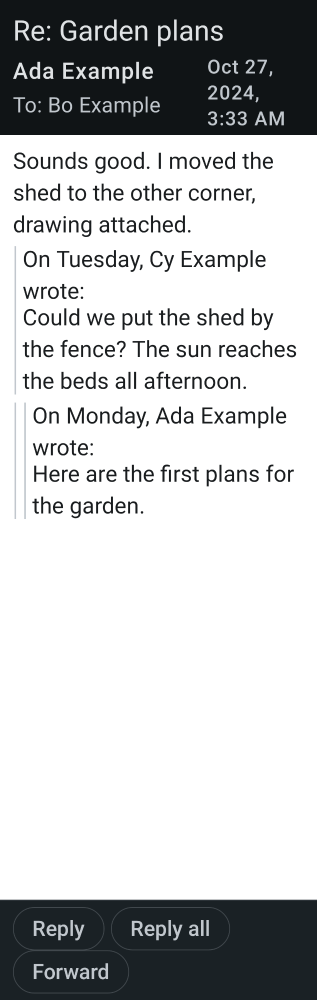 Re: Garden plans
Ada Example
Oct 27,
2024,
3:33 AM
To: Bo Example
Sounds good. I moved the
shed to the other corner,
drawing attached.
On Tuesday, Cy Example
wrote:
Could we put the shed by
the fence? The sun reaches
the beds all afternoon.
On Monday, Ada Example
wrote:
Here are the first plans for
the garden.
Reply
Reply all
Forward